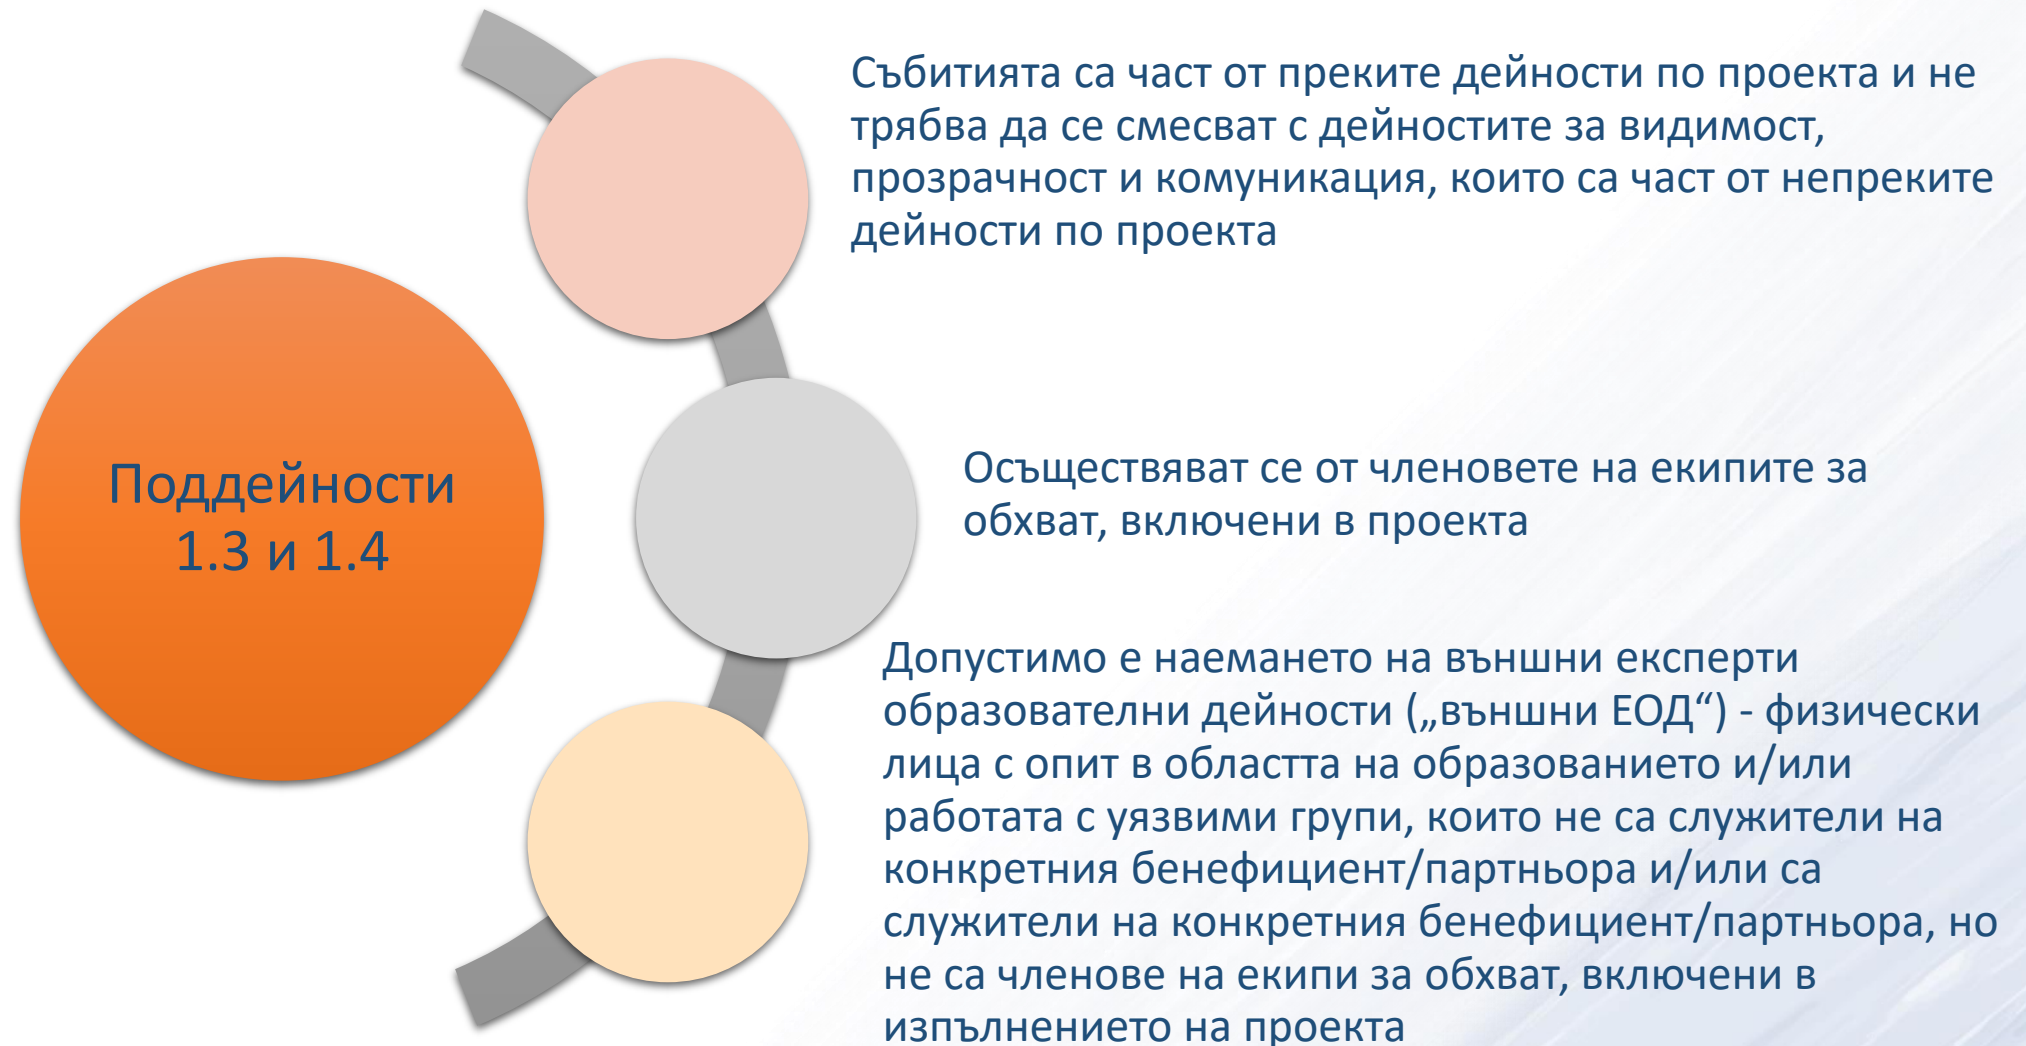 Поддейности
1.3 и 1.4
Събитията са част от преките дейности по проекта и не
трябва да се смесват с дейностите за видимост,
прозрачност и комуникация, които са част от непреките
дейности по проекта
Осъществяват се от членовете на екипите за
обхват, включени в проекта
Допустимо е наемането на външни експерти
образователни дейности („външни ЕОД“) - физически
лица с опит в областта на образованието и/или
работата с уязвими групи, които не са служители на
конкретния бенефициент/партньора и/или са
служители на конкретния бенефициент/партньора, но
не са членове на екипи за обхват, включени в
изпълнението на проекта